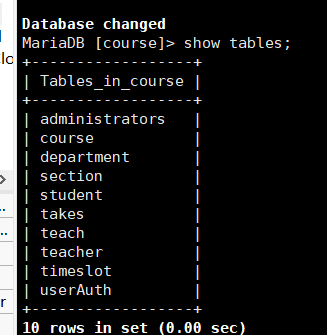 Database changed
MariaDB [course]> show tables;
+------------------+
| Tables_in_course |
+------------------+
| administrators   |
| course           |
| department       |
| section          |
| student          |
| takes            |
| teach            |
| teacher          |
| timeslot         |
| userAuth         |
+------------------+
10 rows in set (0.00 sec)